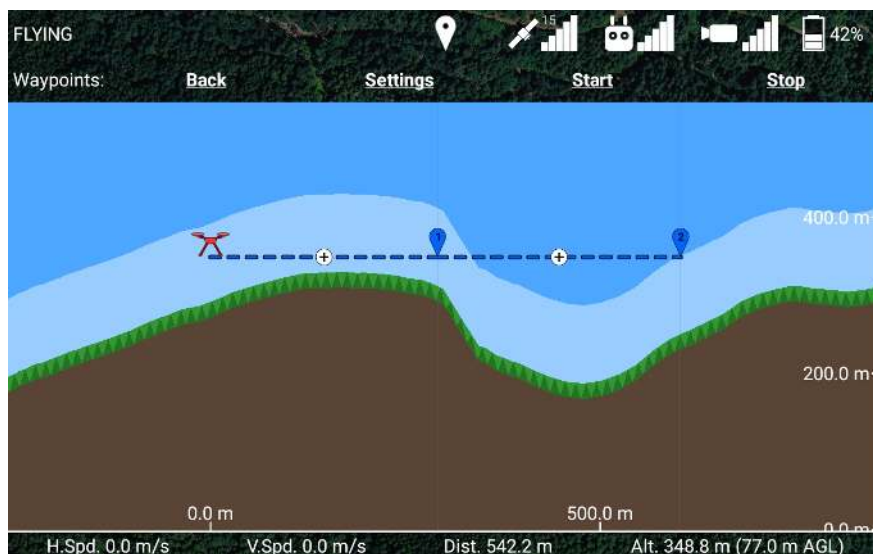 FLYING 15 42%
Waypoints: Back Settings Start Stop
1 2
400.0 m
200.0 m
0.0 m 500.0 m
0.0 m
H.Spd. 0.0 m/s V.Spd. 0.0 m/s Dist. 542.2 m Alt. 348.8 m (77.0 m AGL)